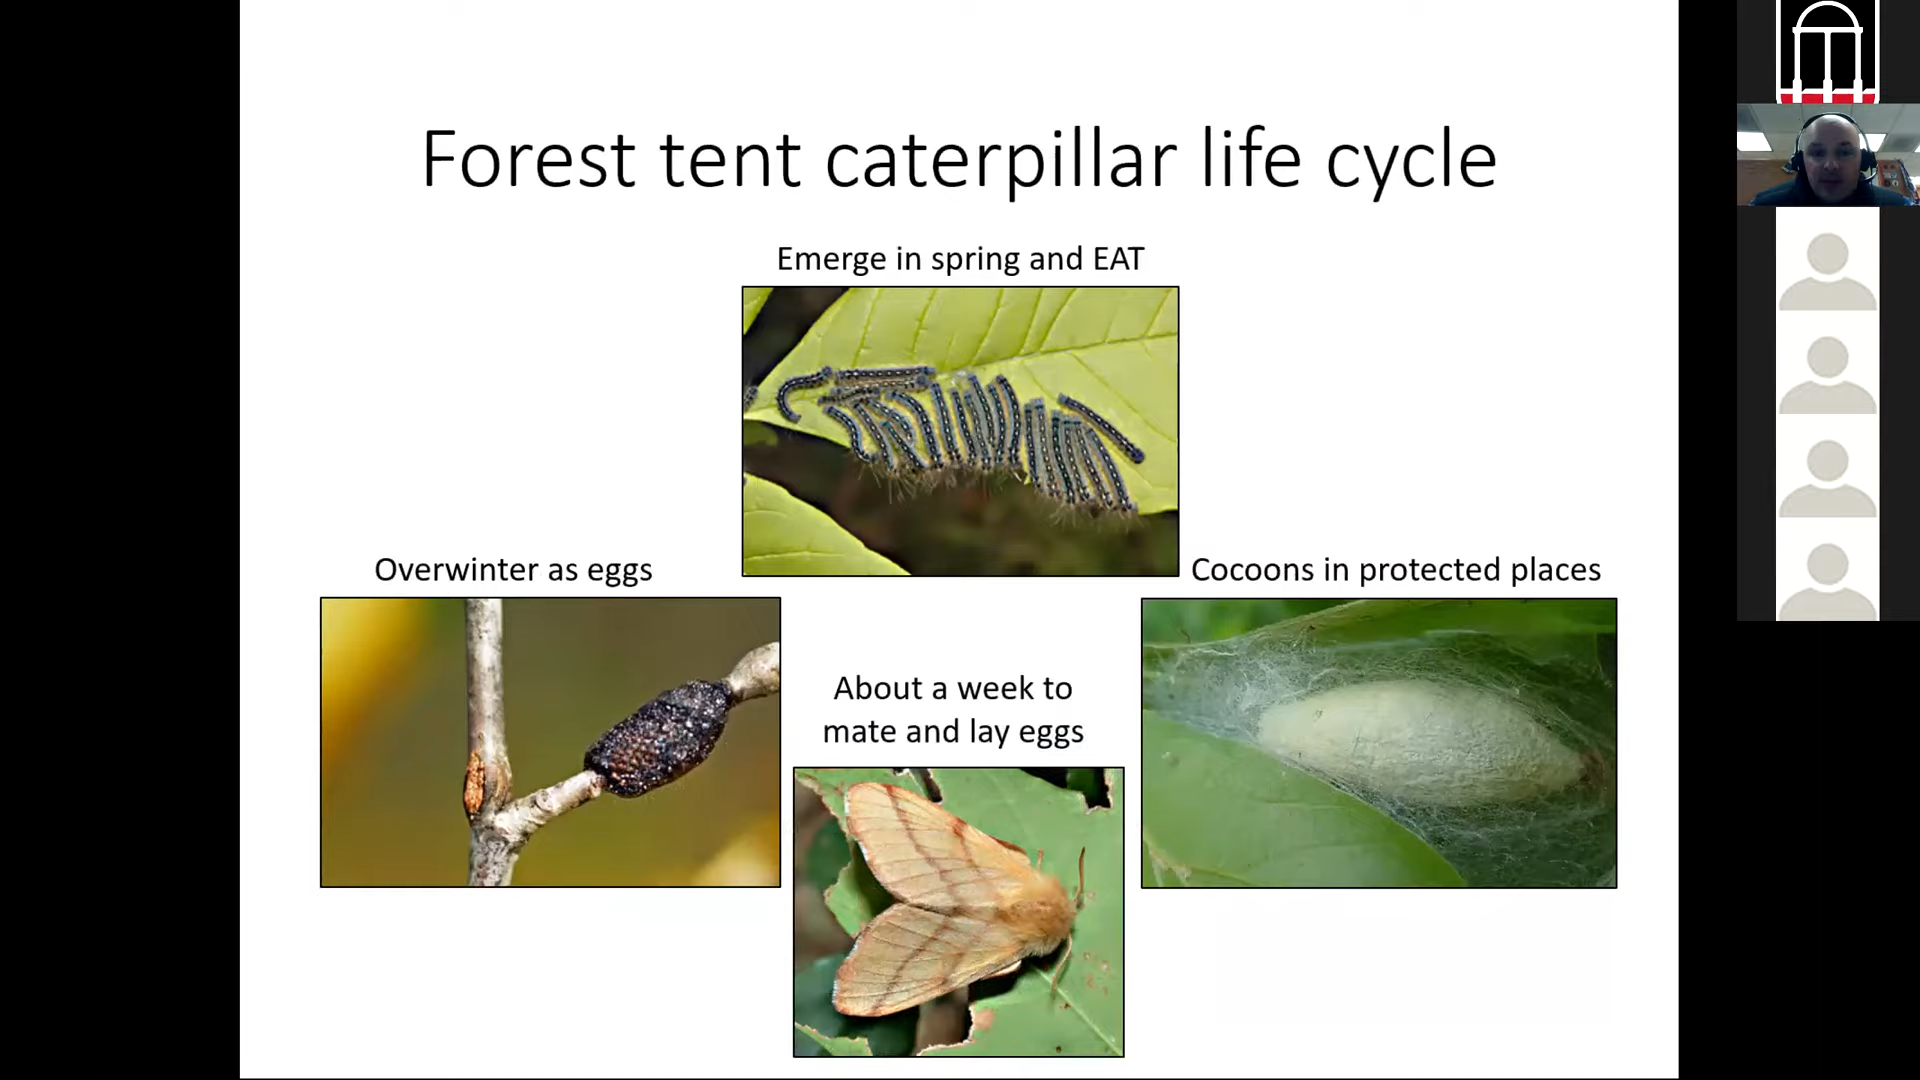 Forest tent caterpillar life cycle
Emerge in spring and EAT
Overwinter as eggs
Cocoons in protected places
About a week to
mate and lay eggs